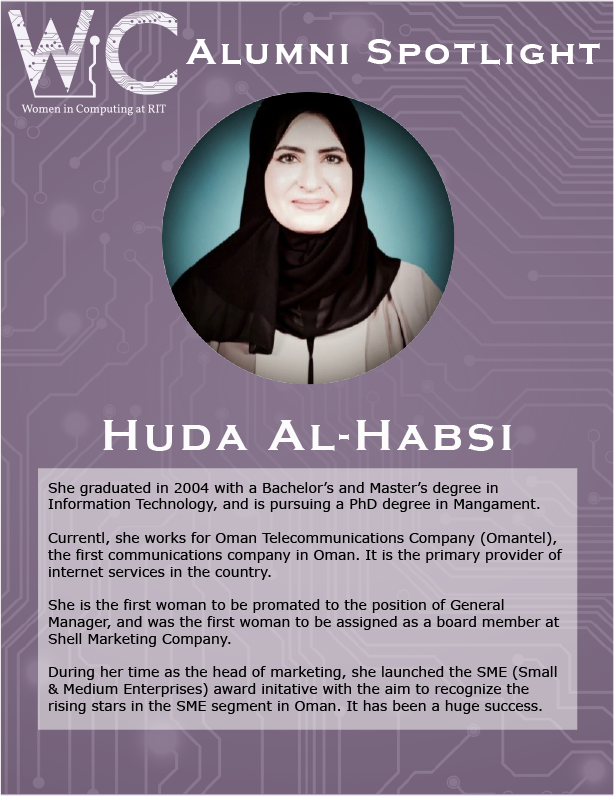 WiC
Alumni Spotlight
Women in Computing at RIT
Huda Al-Habsi
She graduated in 2004 with a Bachelor’s and Master’s degree in
Information Technology, and is pursuing a PhD degree in Mangament.
Currentl, she works for Oman Telecommunications Company (Omantel),
the first communications company in Oman. It is the primary provider of
internet services in the country.
She is the first woman to be promated to the position of General
Manager, and was the first woman to be assigned as a board member at
Shell Marketing Company.
During her time as the head of marketing, she launched the SME (Small
& Medium Enterprises) award initative with the aim to recognize the
rising stars in the SME segment in Oman. It has been a huge success.